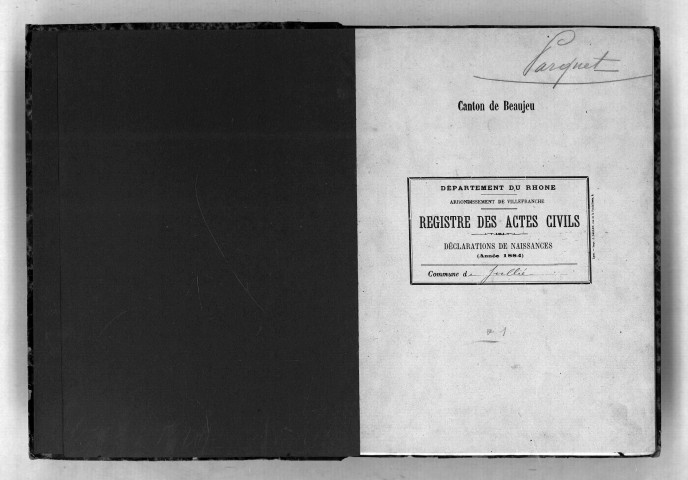 Parquet
Canton de Beaujeu
DÉPARTEMENT DU RHONE
ARRONDISSEMENT DE VILLEFRANCHE
REGISTRE DES ACTES CIVILS
DÉCLARATIONS DE NAISSANCES
(Année 1884)
Commune de Jullié